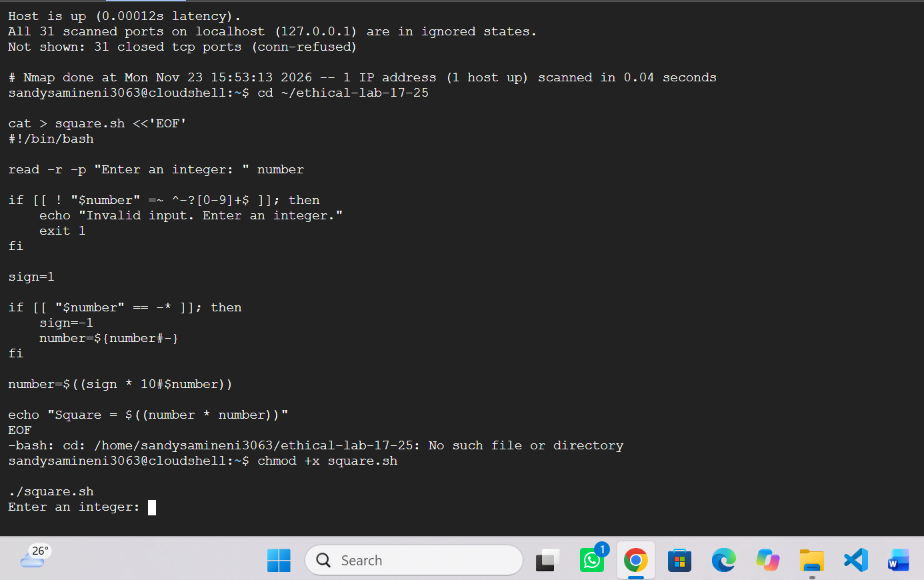 Host is up (0.00012s latency).
All 31 scanned ports on localhost (127.0.0.1) are in ignored states.
Not shown: 31 closed tcp ports (conn-refused)

# Nmap done at Mon Nov 23 15:53:13 2026 -- 1 IP address (1 host up) scanned in 0.04 seconds
sandysamineni3063@cloudshell:~$ cd ~/ethical-lab-17-25

cat > square.sh <<'EOF'
#!/bin/bash

read -r -p "Enter an integer: " number

if [[ ! "$number" =~ ^-?[0-9]+$ ]]; then
    echo "Invalid input. Enter an integer."
    exit 1
fi

sign=1

if [[ "$number" == -* ]]; then
    sign=-1
    number=${number#-}
fi

number=$((sign * 10#$number))

echo "Square = $((number * number))"
EOF
-bash: cd: /home/sandysamineni3063/ethical-lab-17-25: No such file or directory
sandysamineni3063@cloudshell:~$ chmod +x square.sh

./square.sh
Enter an integer:
26°
Search
1
W